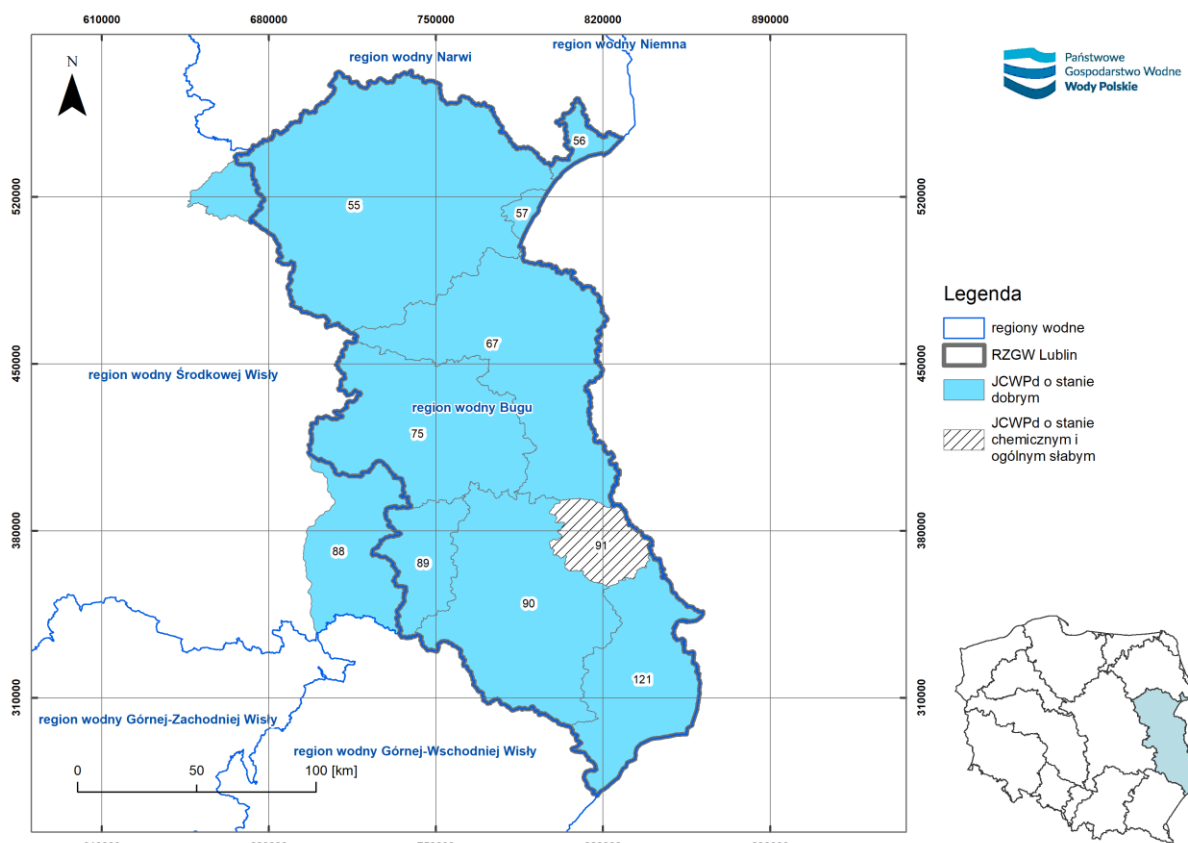 610000 680000 750000 820000 890000
region wodny Niemna
region wodny Narwi
N
Państwowe
Gospodarstwo Wodne
Wody Polskie
56
520000
55
57
520000
Legenda
regiony wodne
67
RZGW Lublin
450000
450000
region wodny Środkowej Wisły
JCWPd o stanie
dobrym
region wodny Bugu
75
JCWPd o stanie
chemicznym i
ogólnym słabym
380000
380000
91
88
89
90
121
310000
310000
region wodny Górnej-Zachodniej Wisły
region wodny Górnej-Wschodniej Wisły
0 50 100 [km]